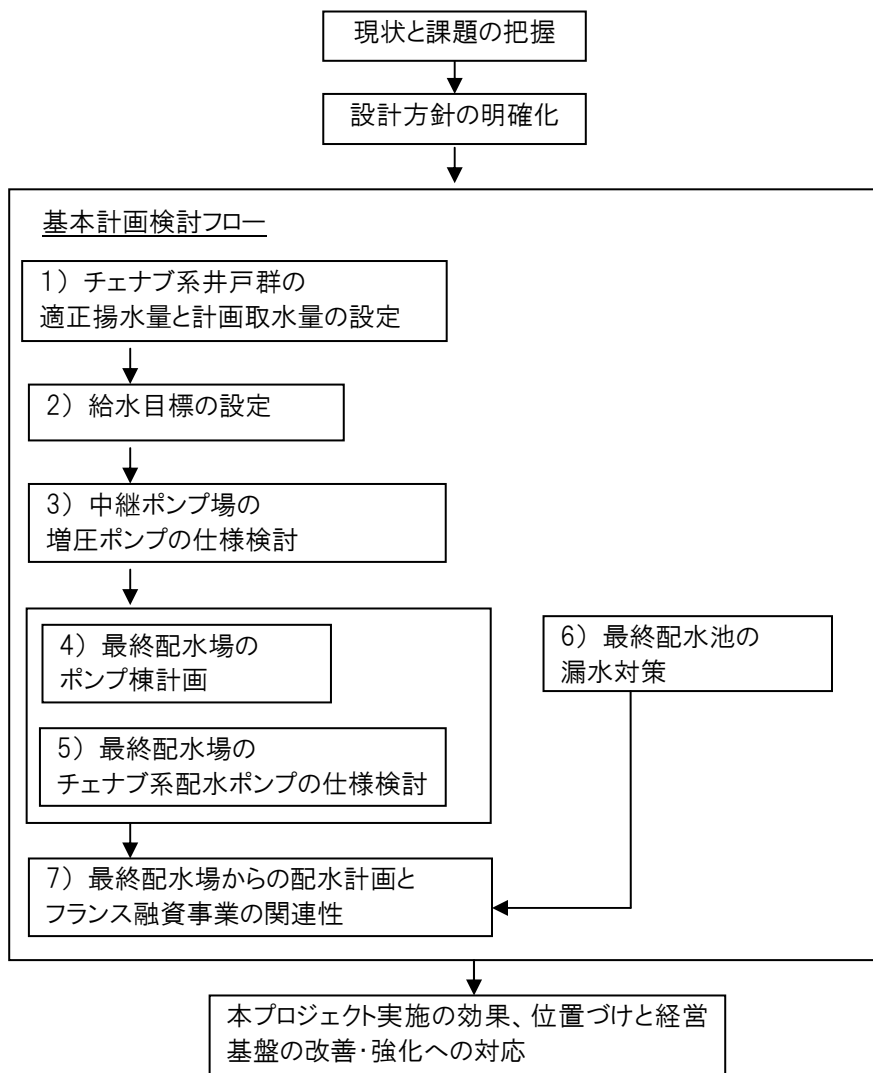 現状と課題の把握
設計方針の明確化
基本計画検討フロー
1) チェナブ系井戸群の
適正揚水量と計画取水量の設定
2) 給水目標の設定
3) 中継ポンプ場の
増圧ポンプの仕様検討
4) 最終配水場の
ポンプ棟計画
5) 最終配水場の
チェナブ系配水ポンプの仕様検討
6) 最終配水池の
漏水対策
7) 最終配水場からの配水計画と
フランス融資事業の関連性
本プロジェクト実施の効果、位置づけと経営
基盤の改善・強化への対応